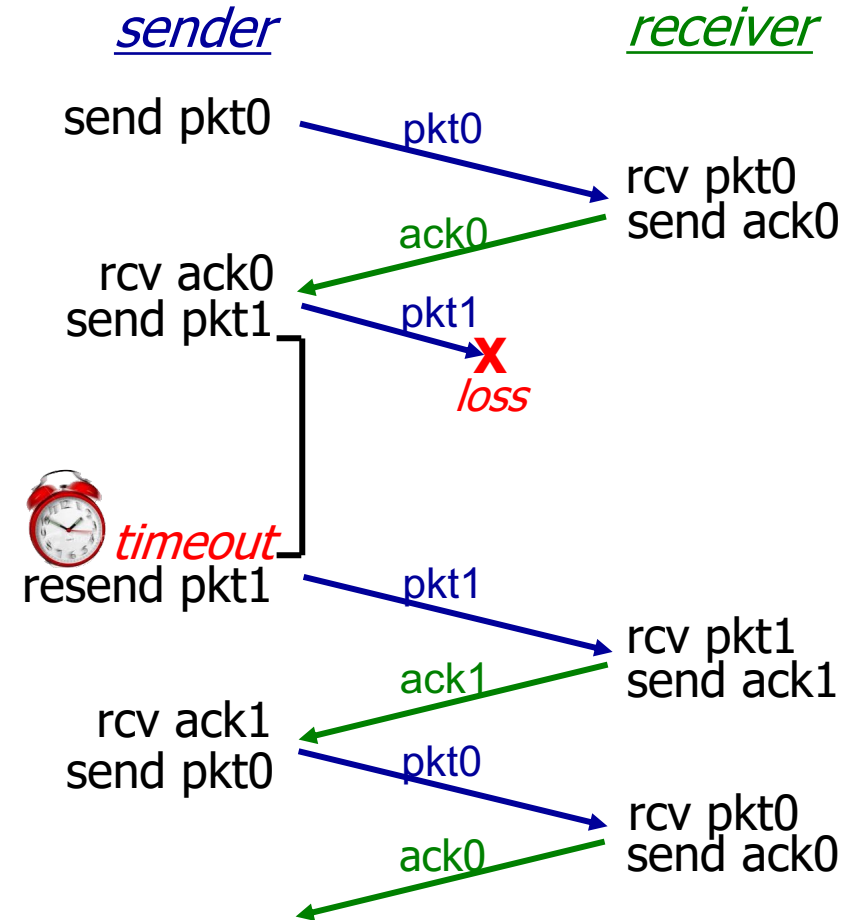 sender
receiver
send pkt0
pkt0
rcv pkt0
send ack0
ack0
rcv ack0
send pkt1
pkt1
X
loss
timeout
resend pkt1
pkt1
rcv pkt1
send ack1
ack1
rcv ack1
send pkt0
pkt0
rcv pkt0
send ack0
ack0